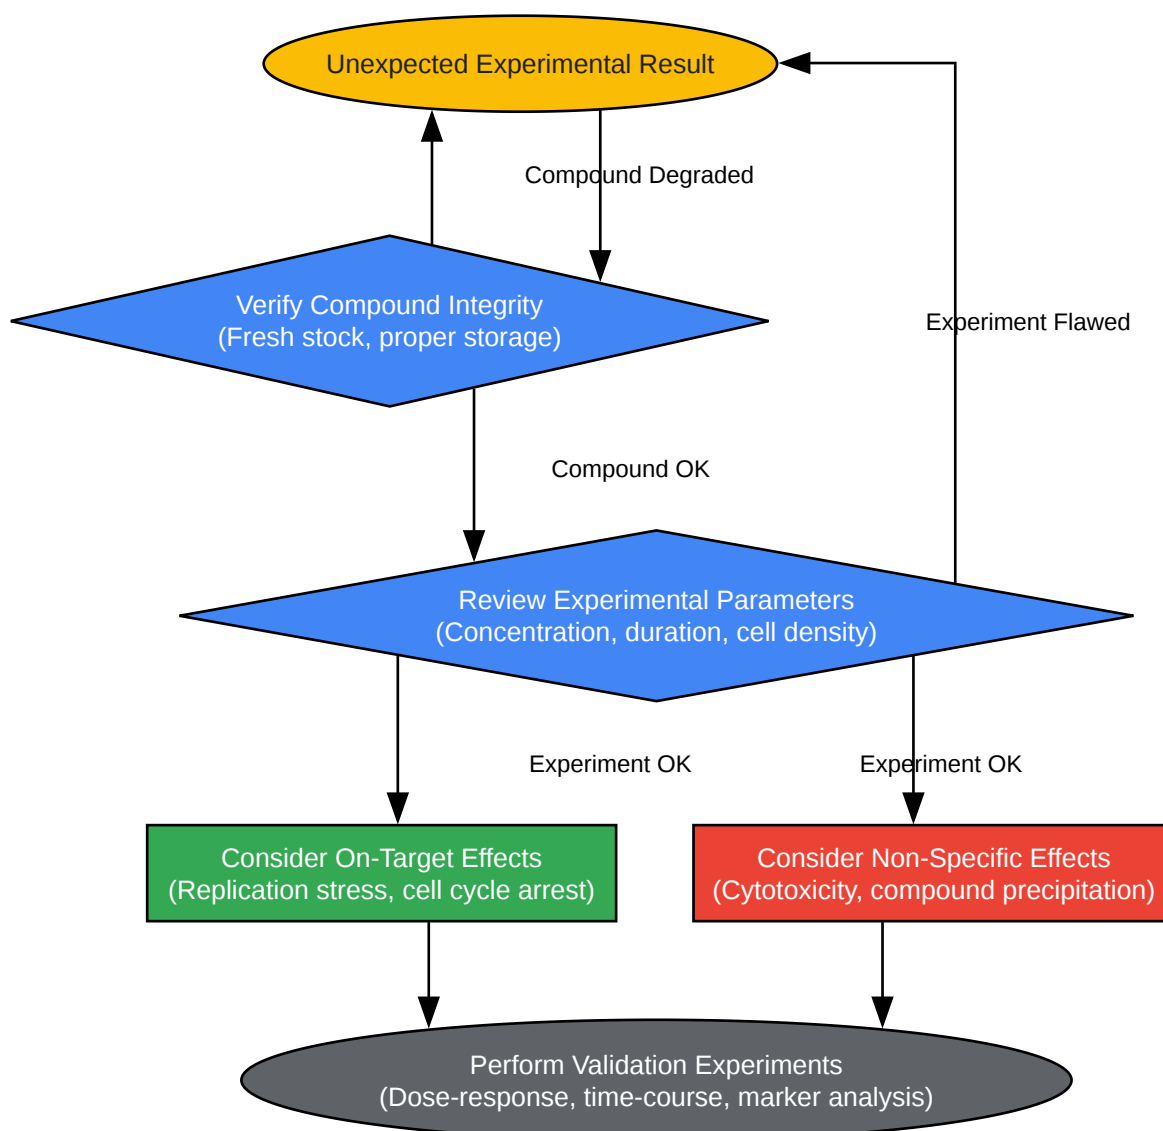 Unexpected Experimental Result
Compound Degraded
Verify Compound Integrity
(Fresh stock, proper storage)
Experiment Flawed
Compound OK
Review Experimental Parameters
(Concentration, duration, cell density)
Experiment OK
Experiment OK
Consider On-Target Effects
(Replication stress, cell cycle arrest)
Consider Non-Specific Effects
(Cytotoxicity, compound precipitation)
Perform Validation Experiments
(Dose-response, time-course, marker analysis)